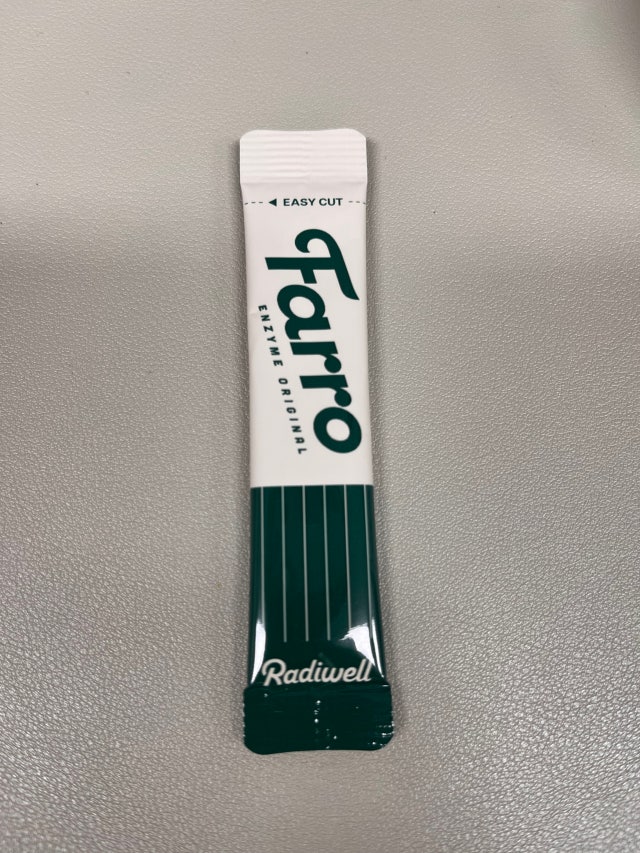 EASY CUT
Farro
ENZYME ORIGINAL
Radiwell